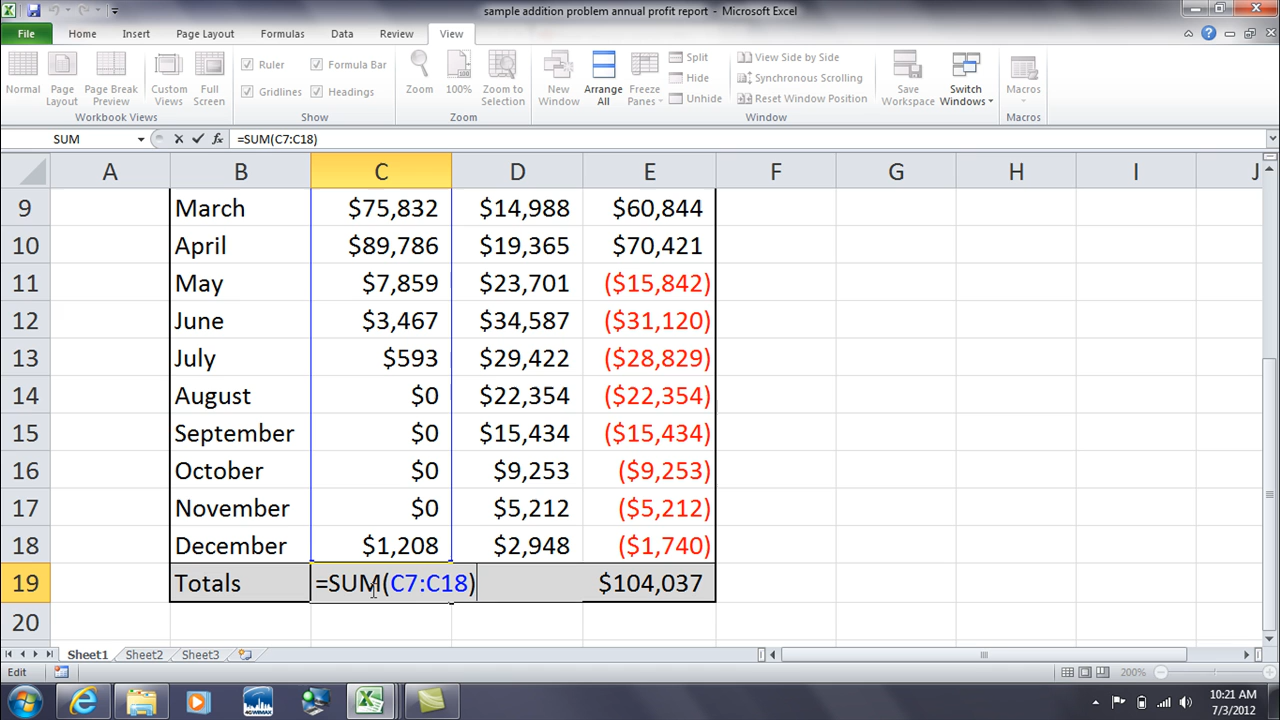 sample addition problem annual profit report - Microsoft Excel
File Home Insert Page Layout Formulas Data Review View
Normal
Page Layout
Page Break Preview
Custom Views
Full Screen
Workbook Views
Ruler
Formula Bar
Gridlines
Headings
Show
Zoom
100%
Zoom to Selection
Zoom
New Window
Arrange All
Freeze Panes
Split
Hide
Unhide
View Side by Side
Synchronous Scrolling
Reset Window Position
Save Workspace
Switch Windows
Window
Macros
Macros
SUM fx =SUM(C7:C18)
A B C D E F G H I J
9 March $75,832 $14,988 $60,844
10 April $89,786 $19,365 $70,421
11 May $7,859 $23,701 ($15,842)
12 June $3,467 $34,587 ($31,120)
13 July $593 $29,422 ($28,829)
14 August $0 $22,354 ($22,354)
15 September $0 $15,434 ($15,434)
16 October $0 $9,253 ($9,253)
17 November $0 $5,212 ($5,212)
18 December $1,208 $2,948 ($1,740)
19 Totals =SUM(C7:C18) $104,037
20
Sheet1 Sheet2 Sheet3
Edit 200%
4GWIMAX
10:21 AM
7/3/2012